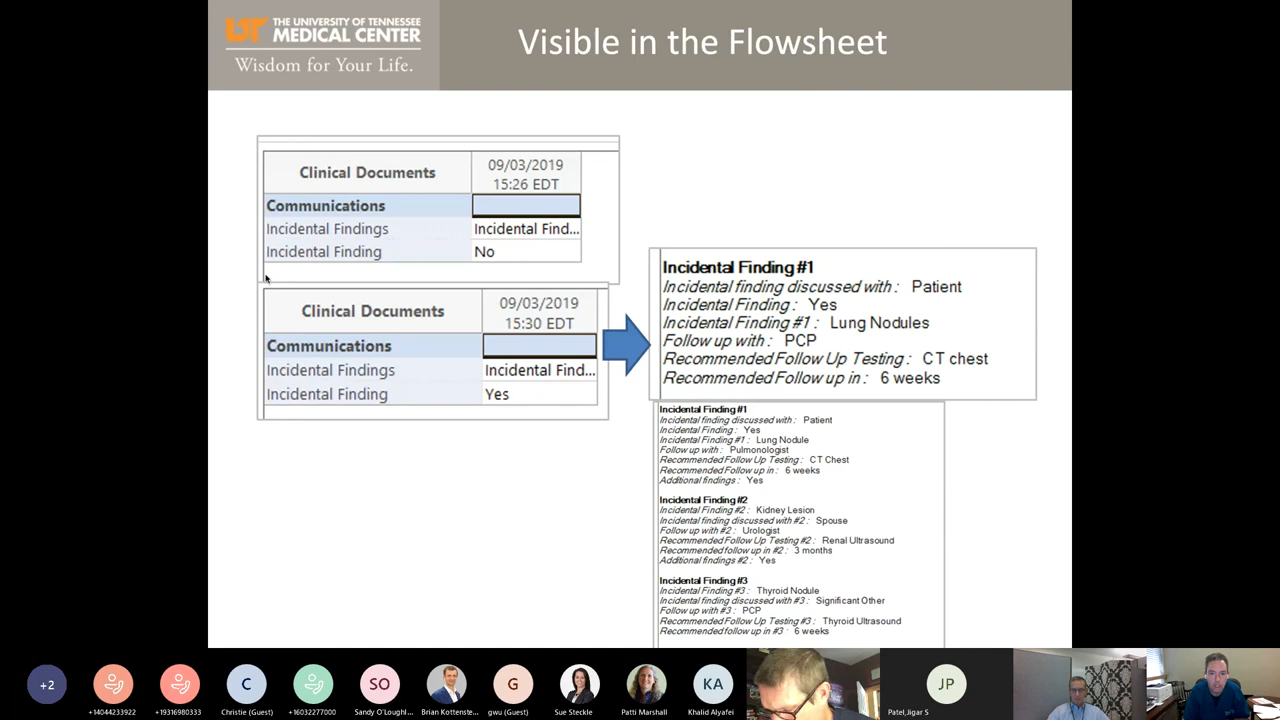 UT THE UNIVERSITY OF TENNESSEE
MEDICAL CENTER
Wisdom for Your Life.
Visible in the Flowsheet
Clinical Documents 09/03/2019
15:26 EDT
Communications
Incidental Findings Incidental Find...
Incidental Finding No
Clinical Documents 09/03/2019
15:30 EDT
Communications
Incidental Findings Incidental Find...
Incidental Finding Yes
Incidental Finding #1
Incidental finding discussed with : Patient
Incidental Finding : Yes
Incidental Finding #1 : Lung Nodules
Follow up with : PCP
Recommended Follow Up Testing : CT chest
Recommended Follow up in : 6 weeks
Incidental Finding #1
Incidental finding discussed with : Patient
Incidental Finding : Yes
Incidental Finding #1 : Lung Nodule
Follow up with : Pulmonologist
Recommended Follow Up Testing : CT Chest
Recommended Follow up in : 6 weeks
Additional findings : Yes
Incidental Finding #2
Incidental Finding #2 : Kidney Lesion
Incidental finding discussed with #2 : Spouse
Follow up with #2 : Urologist
Recommended Follow Up Testing #2 : Renal Ultrasound
Recommended follow up in #2 : 3 months
Additional findings #2 : Yes
Incidental Finding #3
Incidental Finding #3 : Thyroid Nodule
Incidental finding discussed with #3 : Significant Other
Follow up with #3 : PCP
Recommended Follow Up Testing #3 : Thyroid Ultrasound
Recommended follow up in #3 : 6 weeks
+2
C
SO
G
KA
JP
+14044233922
+19316980333
Christie (Guest)
+16032277000
Sandy O'Loughl...
Brian Kottenste...
gwu (Guest)
Sue Steckle
Patti Marshall
Khalid Alyafei
Patel,Jigar S